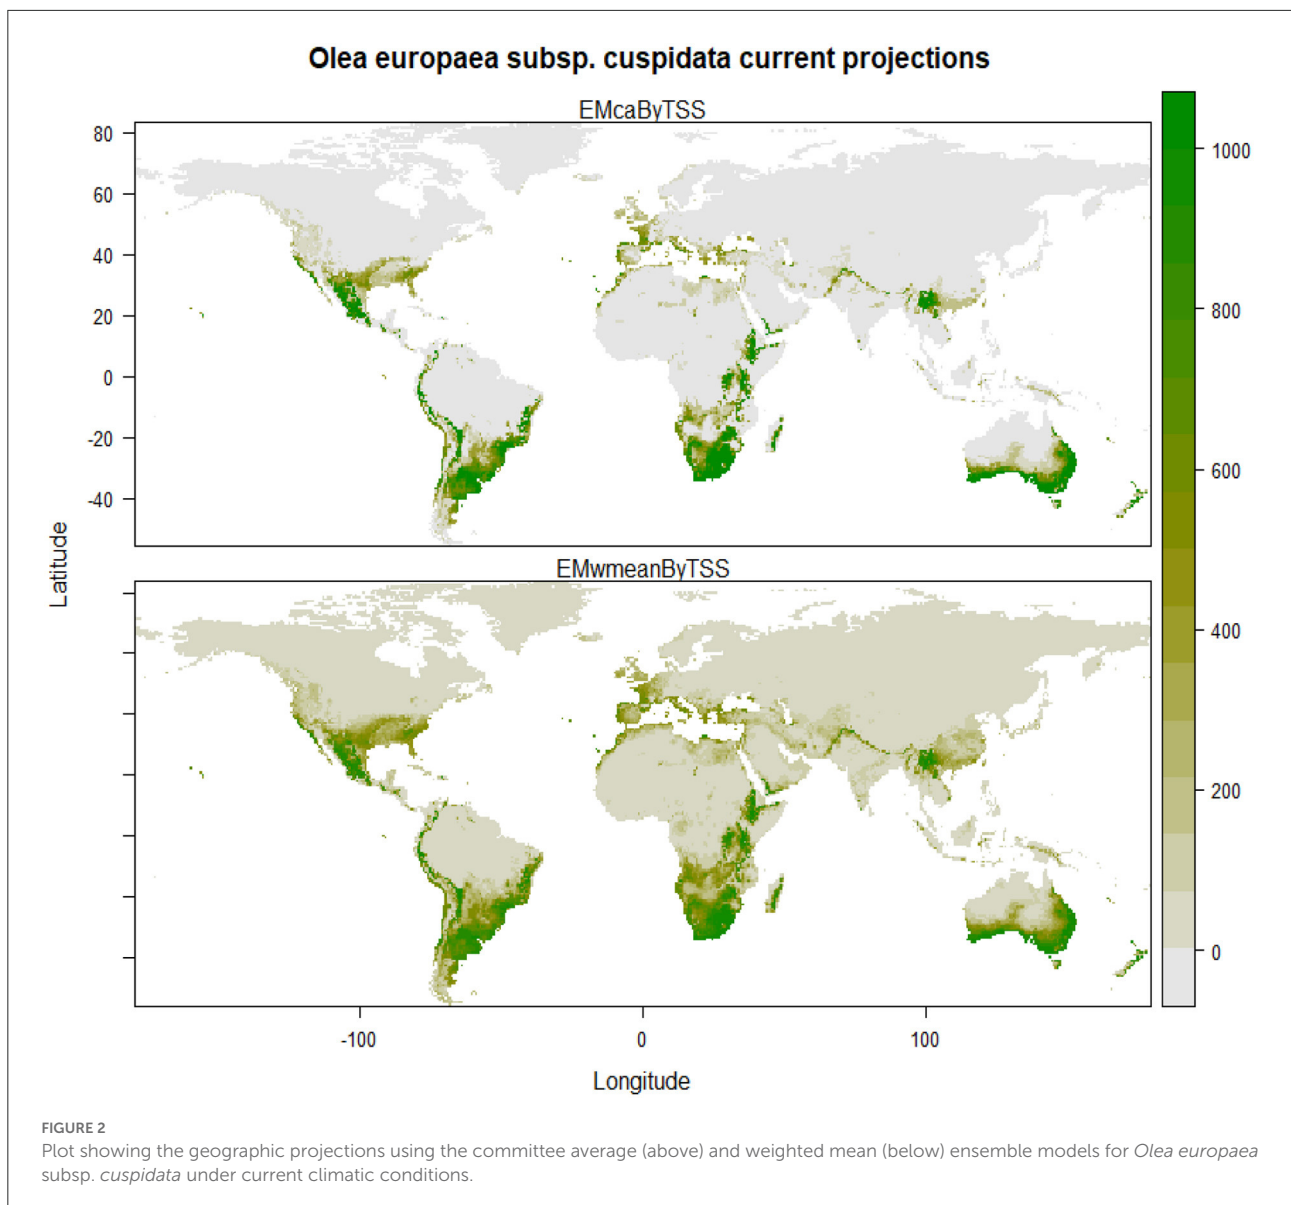 Olea europaea subsp. cuspidata current projections
EMcaByTSS
80
60
40
20
0
-20
-40
Latitude
EMwmeanByTSS
-100
0
100
Longitude
1000
800
600
400
200
0
FIGURE 2
Plot showing the geographic projections using the committee average (above) and weighted mean (below) ensemble models for Olea europaea
subsp. cuspidata under current climatic conditions.